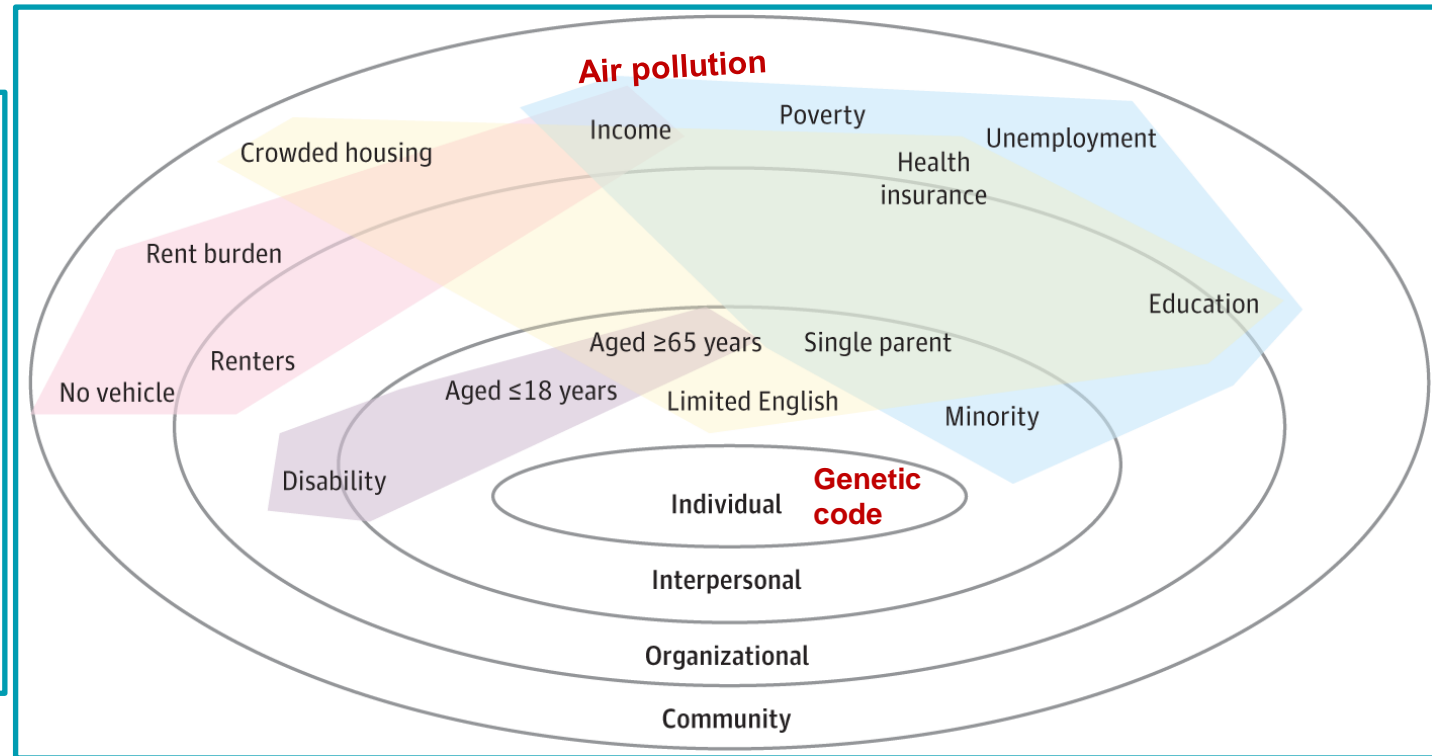 Air pollution
Poverty
Income
Unemployment
Crowded housing
Health
insurance
Rent burden
Education
Aged ≥65 years
Single parent
Renters
No vehicle
Aged ≤18 years
Limited English
Minority
Disability
Genetic
code
Individual
Interpersonal
Organizational
Community